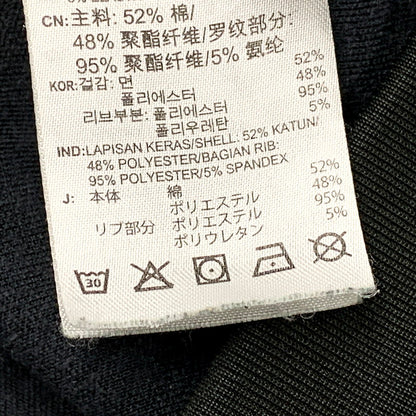 CN:主料: 52% 棉/
48% 聚酯纤维/罗纹部分:
95% 聚酯纤维/5% 氨纶
KOR:겉감: 면 52%
폴리에스터 48%
리브부분: 폴리에스터 95%
폴리우레탄 5%
IND:LAPISAN KERAS/SHELL: 52% KATUN/
48% POLYESTER/BAGIAN RIB:
95% POLYESTER/5% SPANDEX
J: 本体 綿 52%
ポリエステル 48%
リブ部分 ポリエステル 95%
ポリウレタン 5%
30